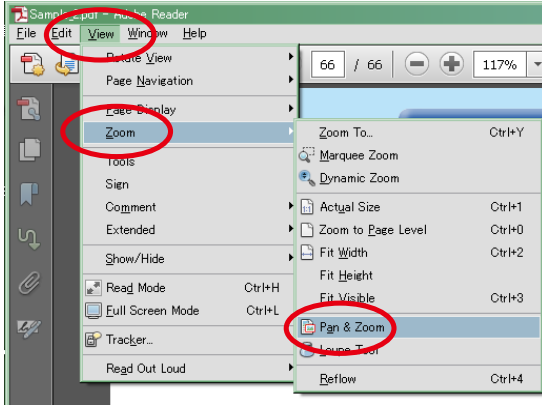 Sample_2.pdf - Adobe Reader
File Edit View Window Help
66 / 66 117%
Rotate View
Page Navigation
Page Display
Zoom
Tools
Sign
Comment
Extended
Show/Hide
Read Mode Ctrl+H
Full Screen Mode Ctrl+L
Tracker...
Read Out Loud
Zoom To... Ctrl+Y
Marquee Zoom
Dynamic Zoom
Actual Size Ctrl+1
Zoom to Page Level Ctrl+0
Fit Width Ctrl+2
Fit Height
Fit Visible Ctrl+3
Pan & Zoom
Loupe Tool
Reflow Ctrl+4